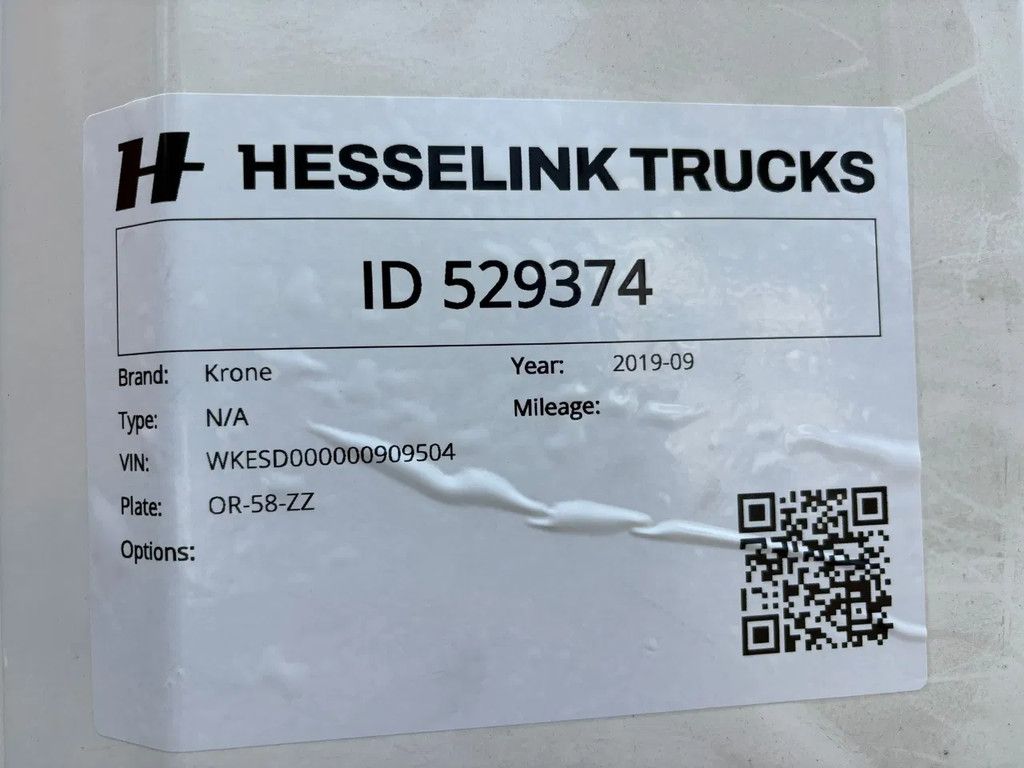 H HESSELINK TRUCKS
ID 529374
Brand: Krone Year: 2019-09
Type: N/A Mileage:
VIN: WKESD000000909504
Plate: OR-58-ZZ
Options: